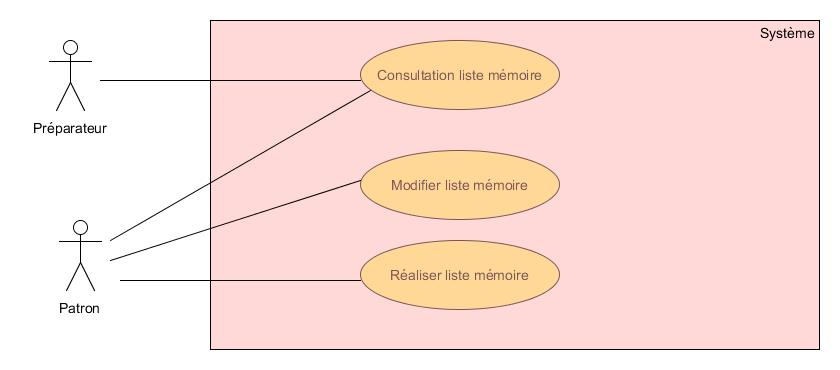 Système
Consultation liste mémoire
Préparateur
Modifier liste mémoire
Réaliser liste mémoire
Patron